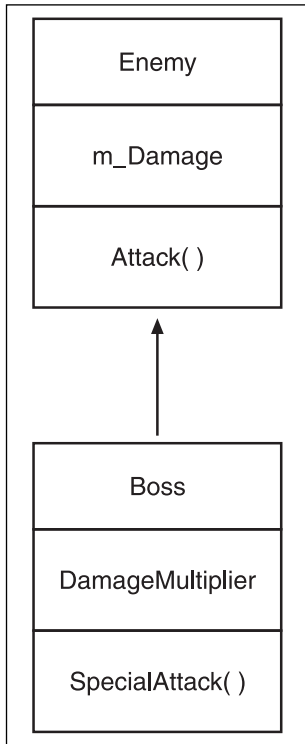 Enemy
m_Damage
Attack( )
Boss
DamageMultiplier
SpecialAttack( )